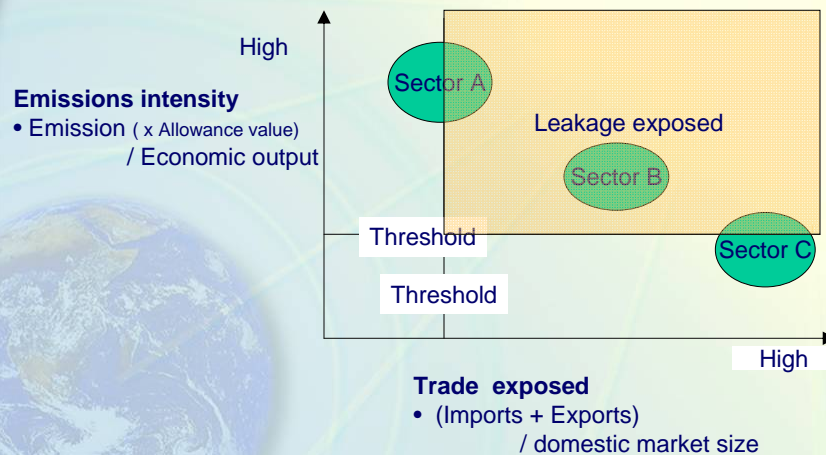 High
Emissions intensity
• Emission ( x Allowance value)
/ Economic output
Sector A
Leakage exposed
Sector B
Threshold
Sector C
Threshold
High
Trade exposed
• (Imports + Exports)
/ domestic market size